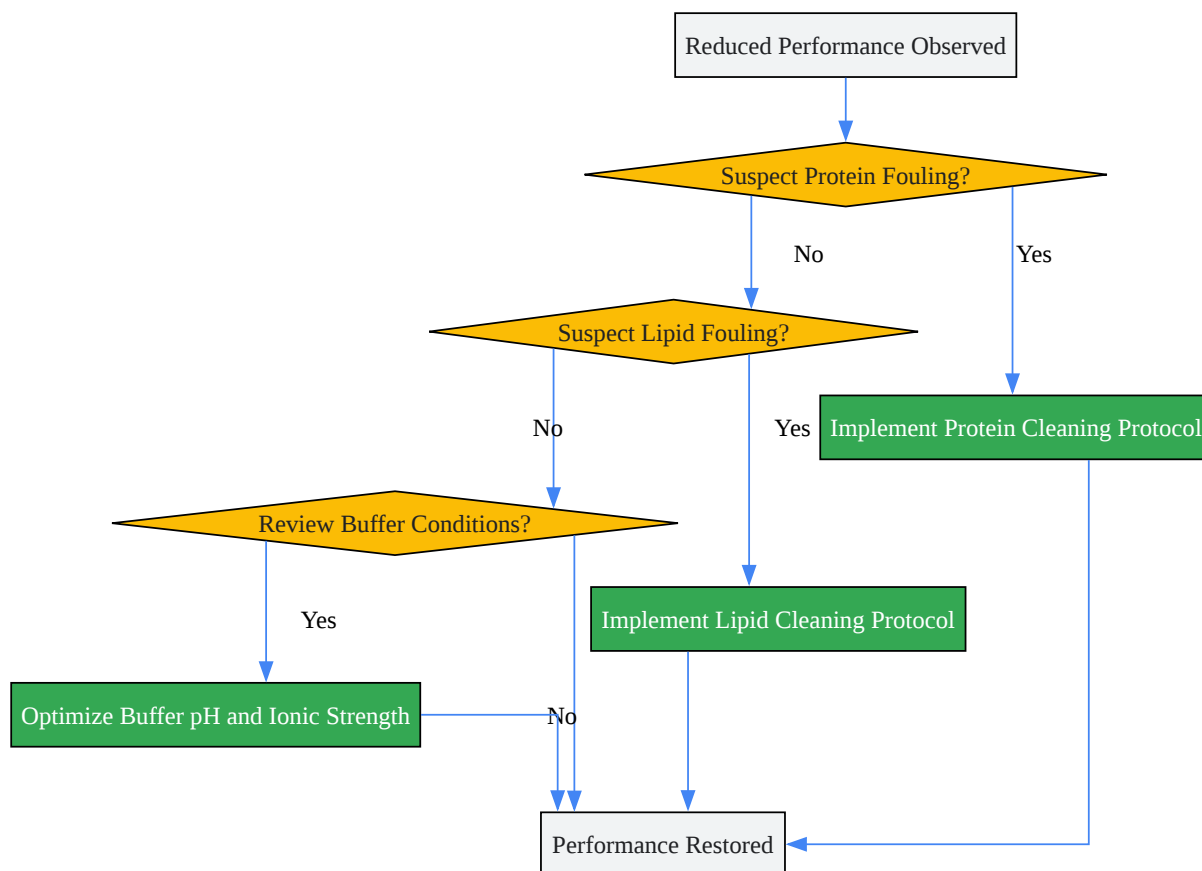 Reduced Performance Observed
Suspect Protein Fouling?
No
Yes
Suspect Lipid Fouling?
No
Yes
Implement Protein Cleaning Protocol
Review Buffer Conditions?
Yes
Implement Lipid Cleaning Protocol
Optimize Buffer pH and Ionic Strength
No
Performance Restored